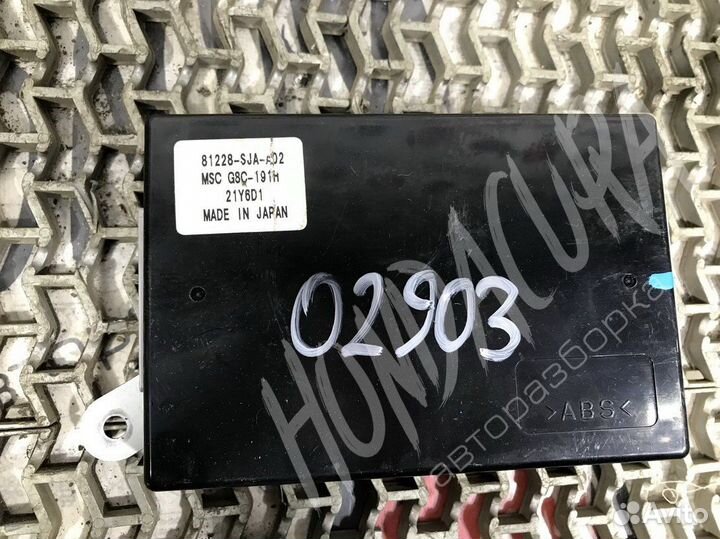 81228-SJA-A02
MSC G8C-191H
21Y6D1
MADE IN JAPAN
02903
>ABS<
HONDACURA
авторазборка
Avito